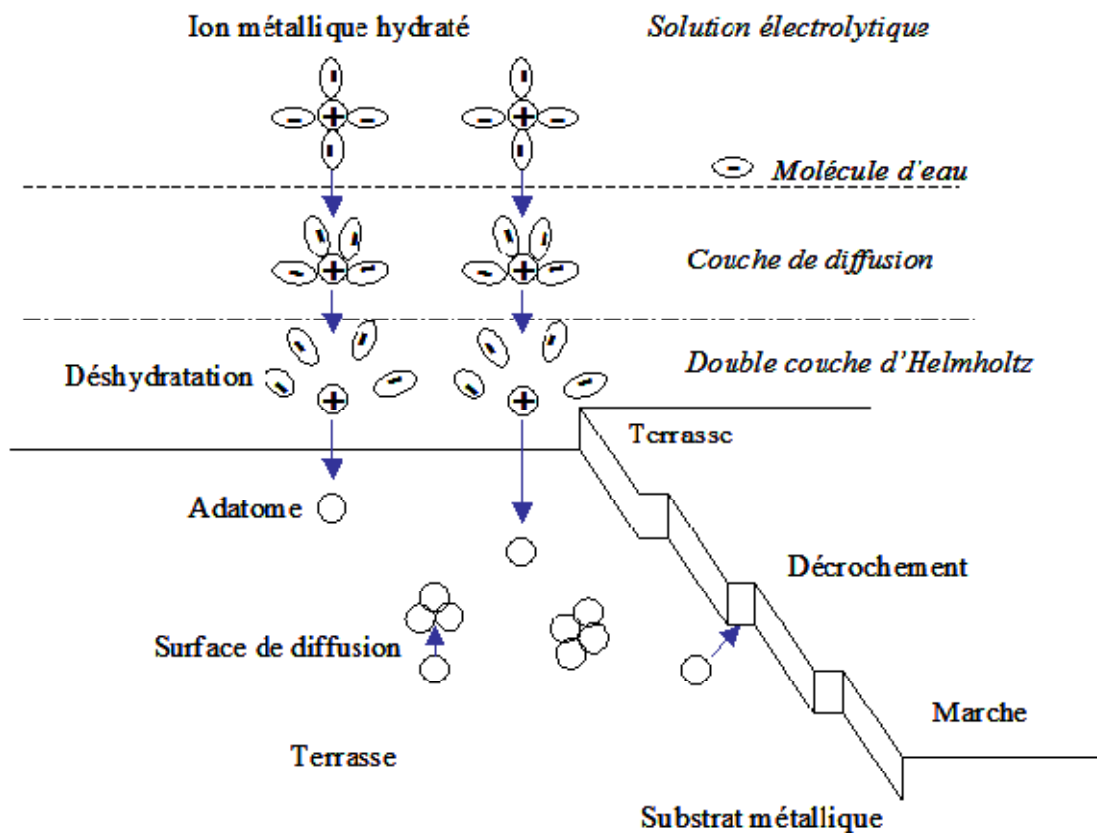 Ion métallique hydraté
Solution électrolytique
Molécule d'eau
Couche de diffusion
Double couche d'Helmholtz
Déshydratation
Terrasse
Adatome
Décrochement
Surface de diffusion
Marche
Terrasse
Substrat métallique